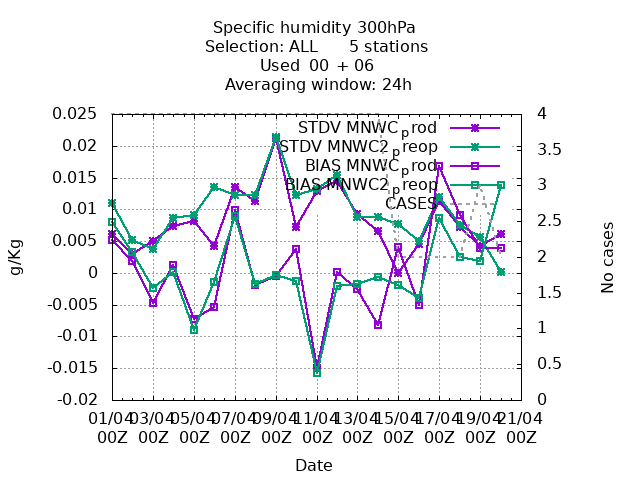 Specific humidity 300hPa
Selection: ALL 5 stations
Used 00 + 06
Averaging window: 24h
0.025
0.02
0.015
0.01
0.005
0
-0.005
-0.01
-0.015
-0.02
g/Kg
STDV MNWC_prod
STDV MNWC2_preop
BIAS MNWC_prod
BIAS MNWC2_preop
CASES
4
3.5
3
2.5
2
1.5
1
0.5
0
No cases
01/04 03/04 05/04 07/04 09/04 11/04 13/04 15/04 17/04 19/04 21/04
00Z 00Z 00Z 00Z 00Z 00Z 00Z 00Z 00Z 00Z 00Z
Date